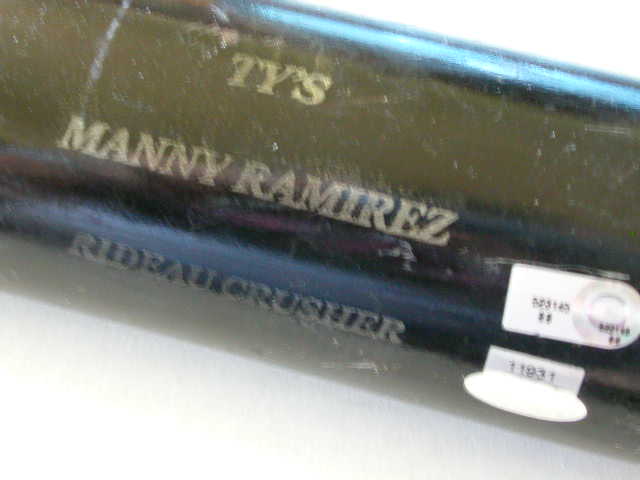 TY'S
MANNY RAMIREZ
RIDEAU CRUSHER
11931